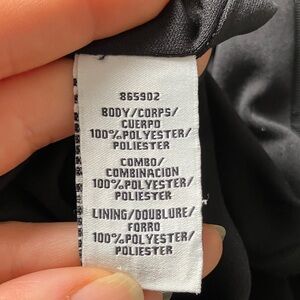 865902
BODY/CORPS/
CUERPO
100%POLYESTER/
POLIESTER
COMBO/
COMBINACION
100%POLYESTER/
POLIESTER
LINING/DOUBLURE/
FORRO
100%POLYESTER/
POLIESTER